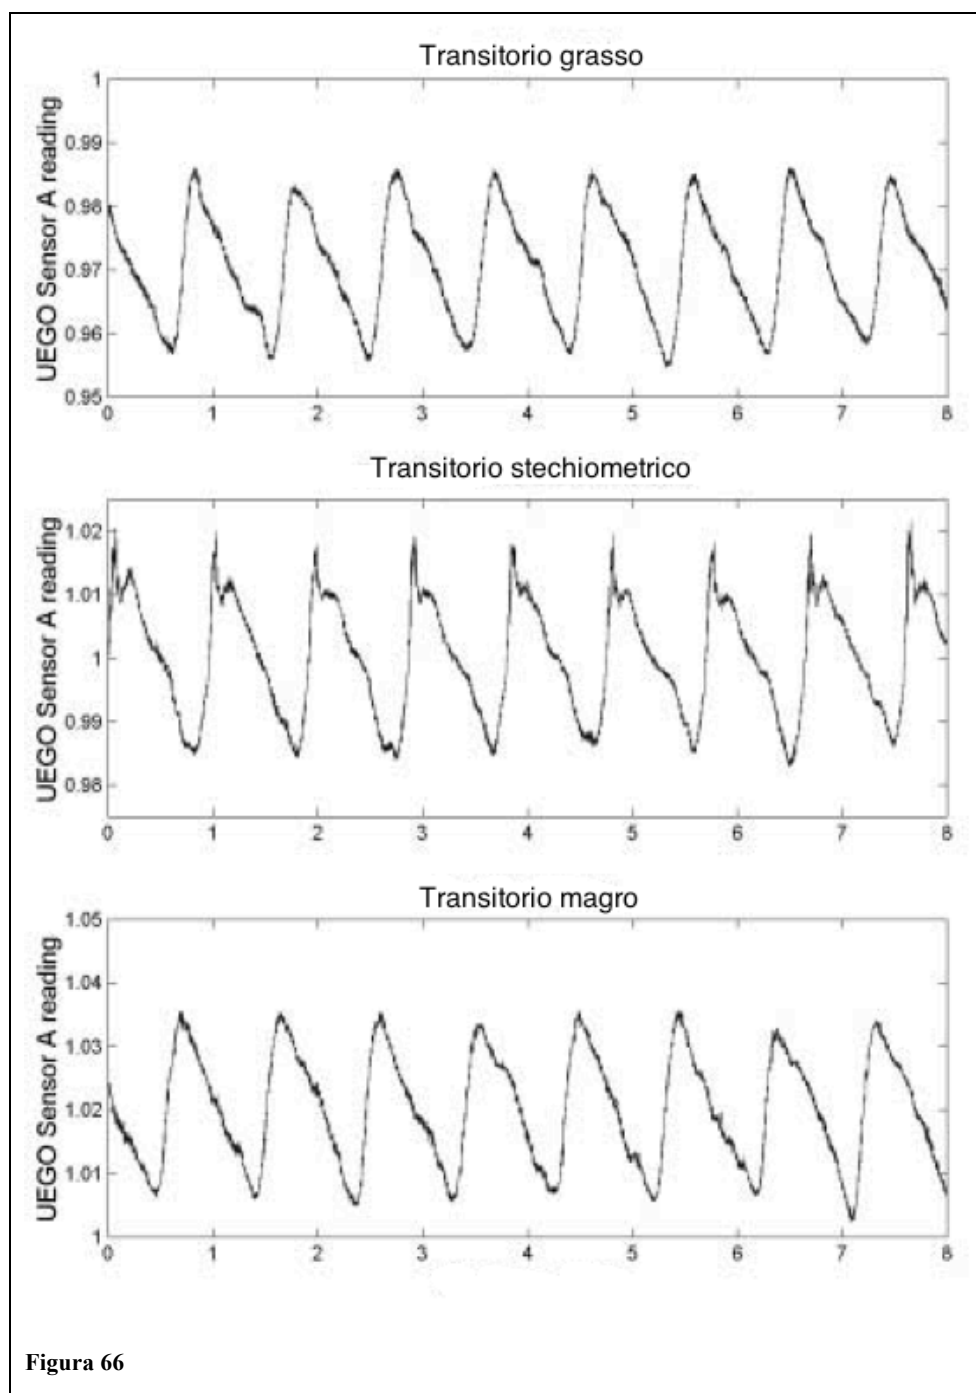 Transitorio grasso
UEGO Sensor A reading
1
0.99
0.98
0.97
0.96
0.95
0 1 2 3 4 5 6 7 8
Transitorio stechiometrico
UEGO Sensor A reading
1.02
1.01
1
0.99
0.98
0 1 2 3 4 5 6 7 8
Transitorio magro
UEGO Sensor A reading
1.05
1.04
1.03
1.02
1.01
1
0 1 2 3 4 5 6 7 8
Figura 66